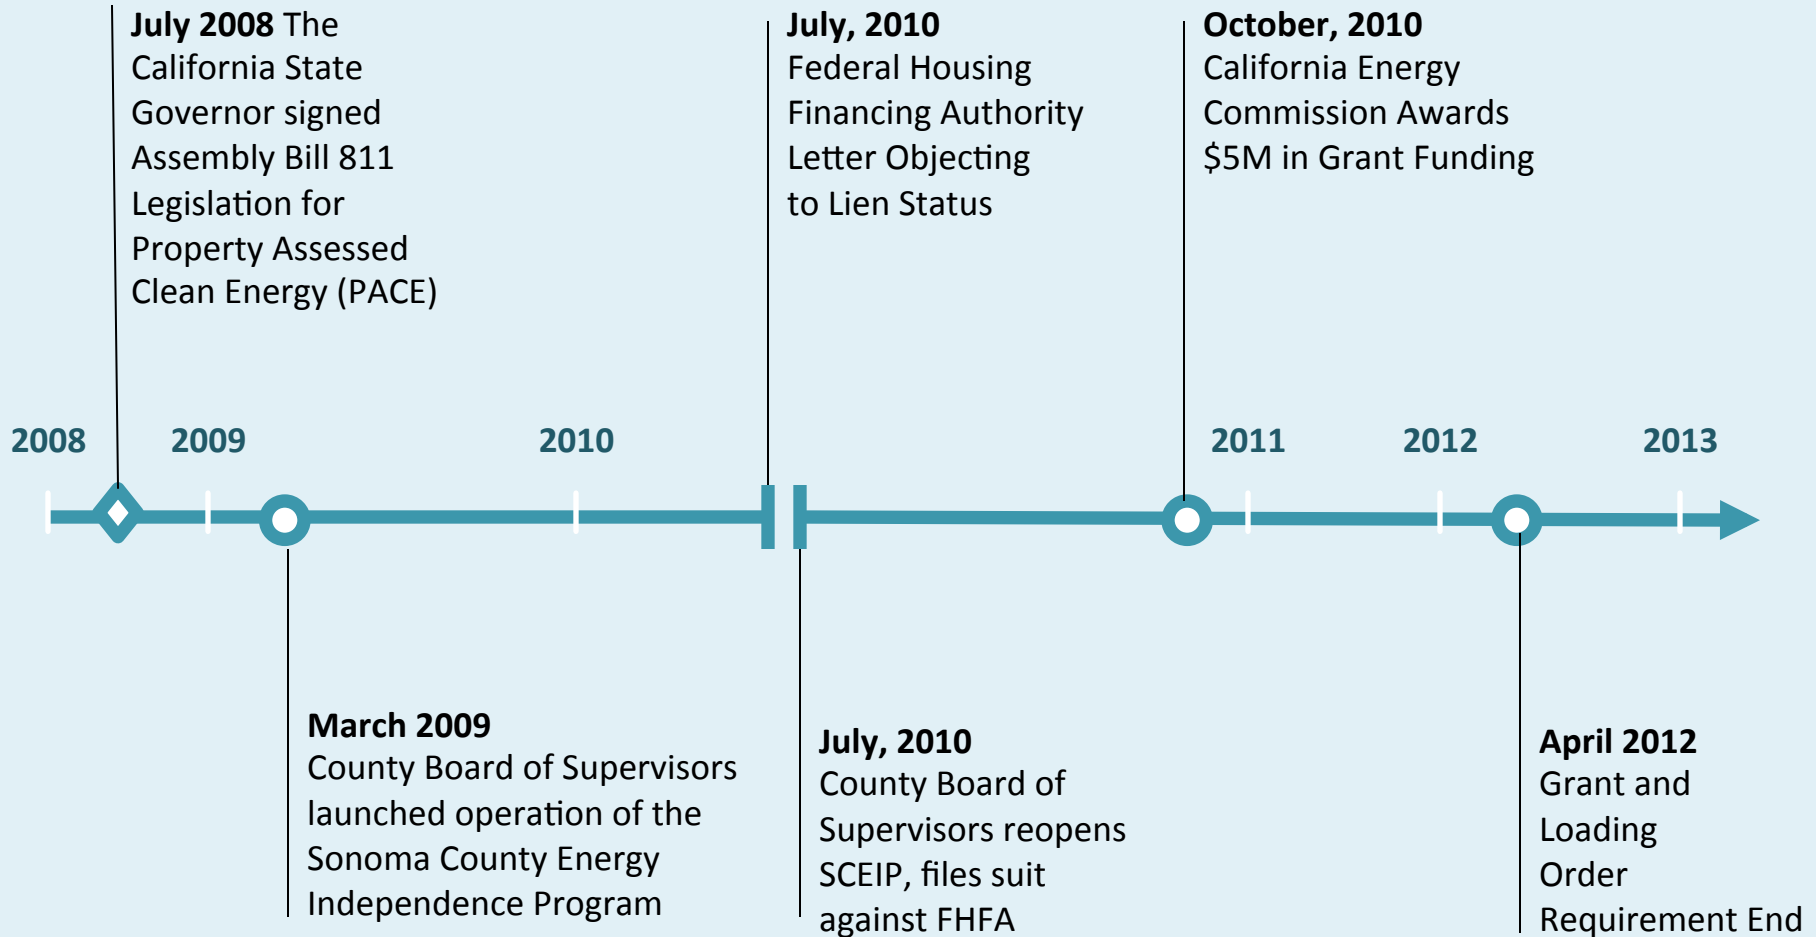 July 2008 The
California State
Governor signed
Assembly Bill 811
Legislation for
Property Assessed
Clean Energy (PACE)
July, 2010
Federal Housing
Financing Authority
Letter Objecting
to Lien Status
October, 2010
California Energy
Commission Awards
$5M in Grant Funding
2008
2009
2010
2011
2012
2013
March 2009
County Board of Supervisors
launched operation of the
Sonoma County Energy
Independence Program
July, 2010
County Board of
Supervisors reopens
SCEIP, files suit
against FHFA
April 2012
Grant and
Loading
Order
Requirement End